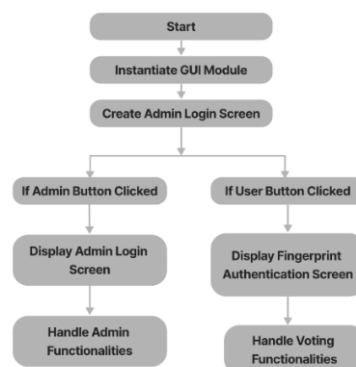 Start
Instantiate GUI Module
Create Admin Login Screen
If Admin Button Clicked
If User Button Clicked
Display Admin Login
Screen
Display Fingerprint
Authentication Screen
Handle Admin
Functionalities
Handle Voting
Functionalities